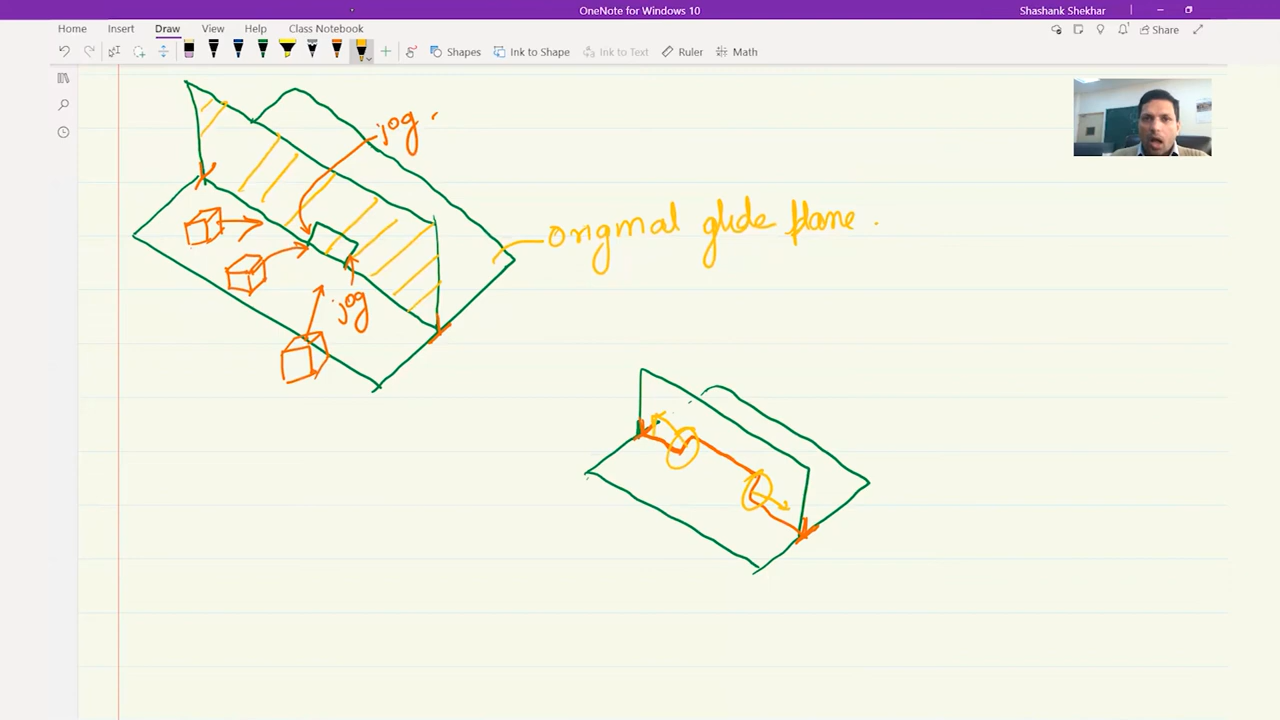 OneNote for Windows 10
Shashank Shekhar
Home Insert Draw View Help Class Notebook
Shapes Ink to Shape Ink to Text Ruler Math
Share
jog.
original glide plane.
jog